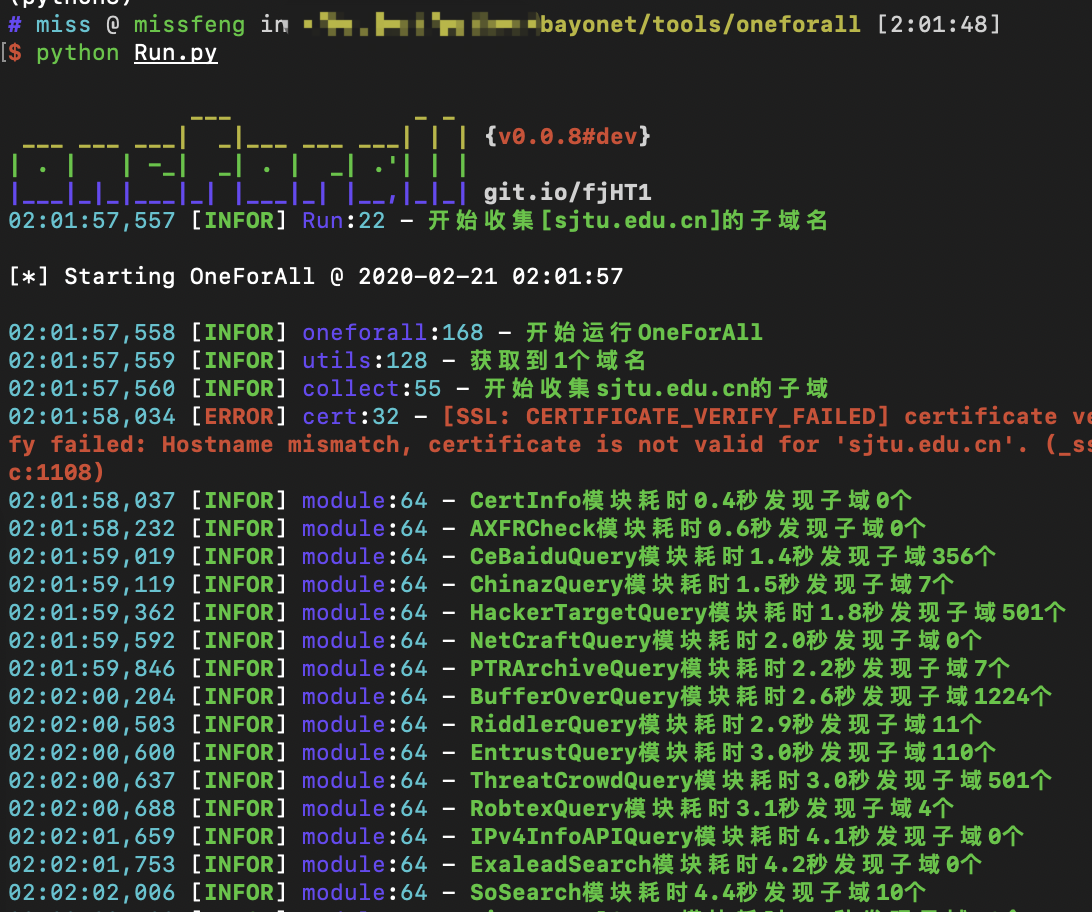 # miss @ missfeng in bayonet/tools/oneforall [2:01:48]
$ python Run.py
{v0.0.8#dev}
git.io/fjHT1
02:01:57,557 [INFOR] Run:22 - 开始收集[sjtu.edu.cn]的子域名
[*] Starting OneForAll @ 2020-02-21 02:01:57
02:01:57,558 [INFOR] oneforall:168 - 开始运行OneForAll
02:01:57,559 [INFOR] utils:128 - 获取到1个域名
02:01:57,560 [INFOR] collect:55 - 开始收集sjtu.edu.cn的子域
02:01:58,034 [ERROR] cert:32 - [SSL: CERTIFICATE_VERIFY_FAILED] certificate ve
fy failed: Hostname mismatch, certificate is not valid for 'sjtu.edu.cn'. (_ss
c:1108)
02:01:58,037 [INFOR] module:64 - CertInfo模块耗时0.4秒发现子域0个
02:01:58,232 [INFOR] module:64 - AXFRCheck模块耗时0.6秒发现子域0个
02:01:59,019 [INFOR] module:64 - CeBaiduQuery模块耗时1.4秒发现子域356个
02:01:59,119 [INFOR] module:64 - ChinazQuery模块耗时1.5秒发现子域7个
02:01:59,362 [INFOR] module:64 - HackerTargetQuery模块耗时1.8秒发现子域501个
02:01:59,592 [INFOR] module:64 - NetCraftQuery模块耗时2.0秒发现子域0个
02:01:59,846 [INFOR] module:64 - PTRArchiveQuery模块耗时2.2秒发现子域7个
02:02:00,204 [INFOR] module:64 - BufferOverQuery模块耗时2.6秒发现子域1224个
02:02:00,503 [INFOR] module:64 - RiddlerQuery模块耗时2.9秒发现子域11个
02:02:00,600 [INFOR] module:64 - EntrustQuery模块耗时3.0秒发现子域110个
02:02:00,637 [INFOR] module:64 - ThreatCrowdQuery模块耗时3.0秒发现子域501个
02:02:00,688 [INFOR] module:64 - RobtexQuery模块耗时3.1秒发现子域4个
02:02:01,659 [INFOR] module:64 - IPv4InfoAPIQuery模块耗时4.1秒发现子域0个
02:02:01,753 [INFOR] module:64 - ExaleadSearch模块耗时4.2秒发现子域0个
02:02:02,006 [INFOR] module:64 - SoSearch模块耗时4.4秒发现子域10个